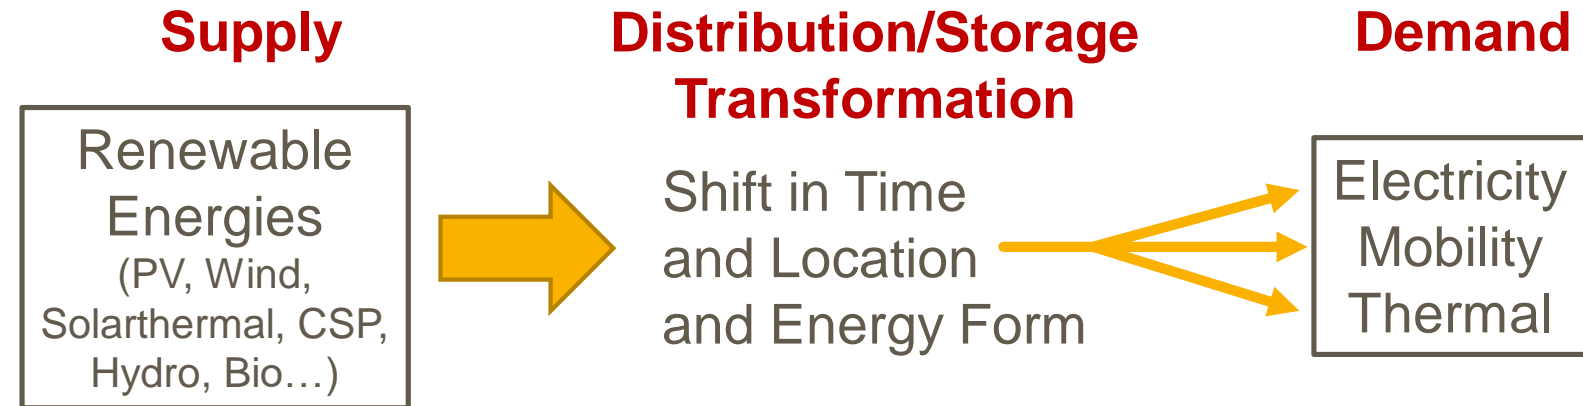 Supply
Distribution/Storage
Transformation
Demand
Renewable
Energies
(PV, Wind,
Solarthermal, CSP,
Hydro, Bio…)
Shift in Time
and Location
and Energy Form
Electricity
Mobility
Thermal